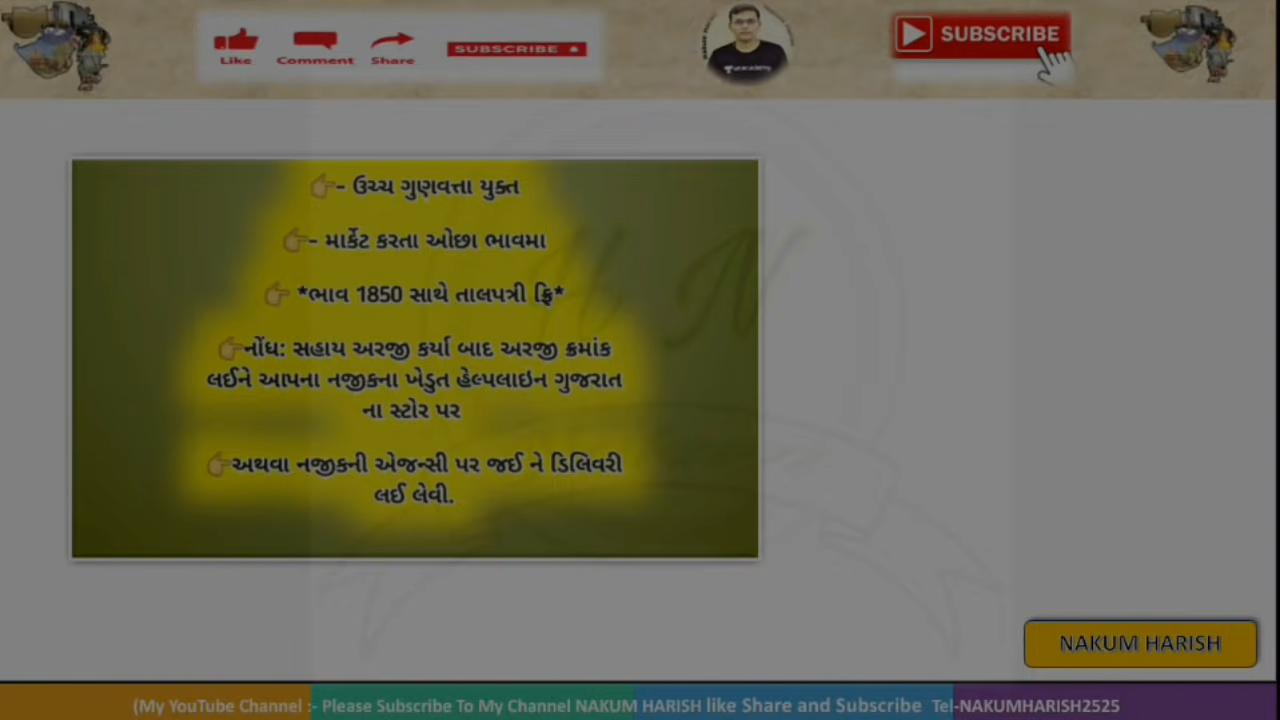 Like Comment Share
SUBSCRIBE
SUBSCRIBE
👉- ઉચ્ચ ગુણવત્તા યુક્ત
👉- માર્કેટ કરતા ઓછા ભાવમા
👉 *ભાવ 1850 સાથે તાલપત્રી ફ્રિ*
👉નોંધ: સહાય અરજી કર્યા બાદ અરજી ક્રમાંક
લઈને આપના નજીકના ખેડુત હેલ્પલાઇન ગુજરાત
ના સ્ટોર પર
👉અથવા નજીકની એજન્સી પર જઈ ને ડિલિવરી
લઈ લેવી.
H N
NAKUM HARISH
(My YouTube Channel :- Please Subscribe To My Channel NAKUM HARISH like Share and Subscribe Tel-NAKUMHARISH2525